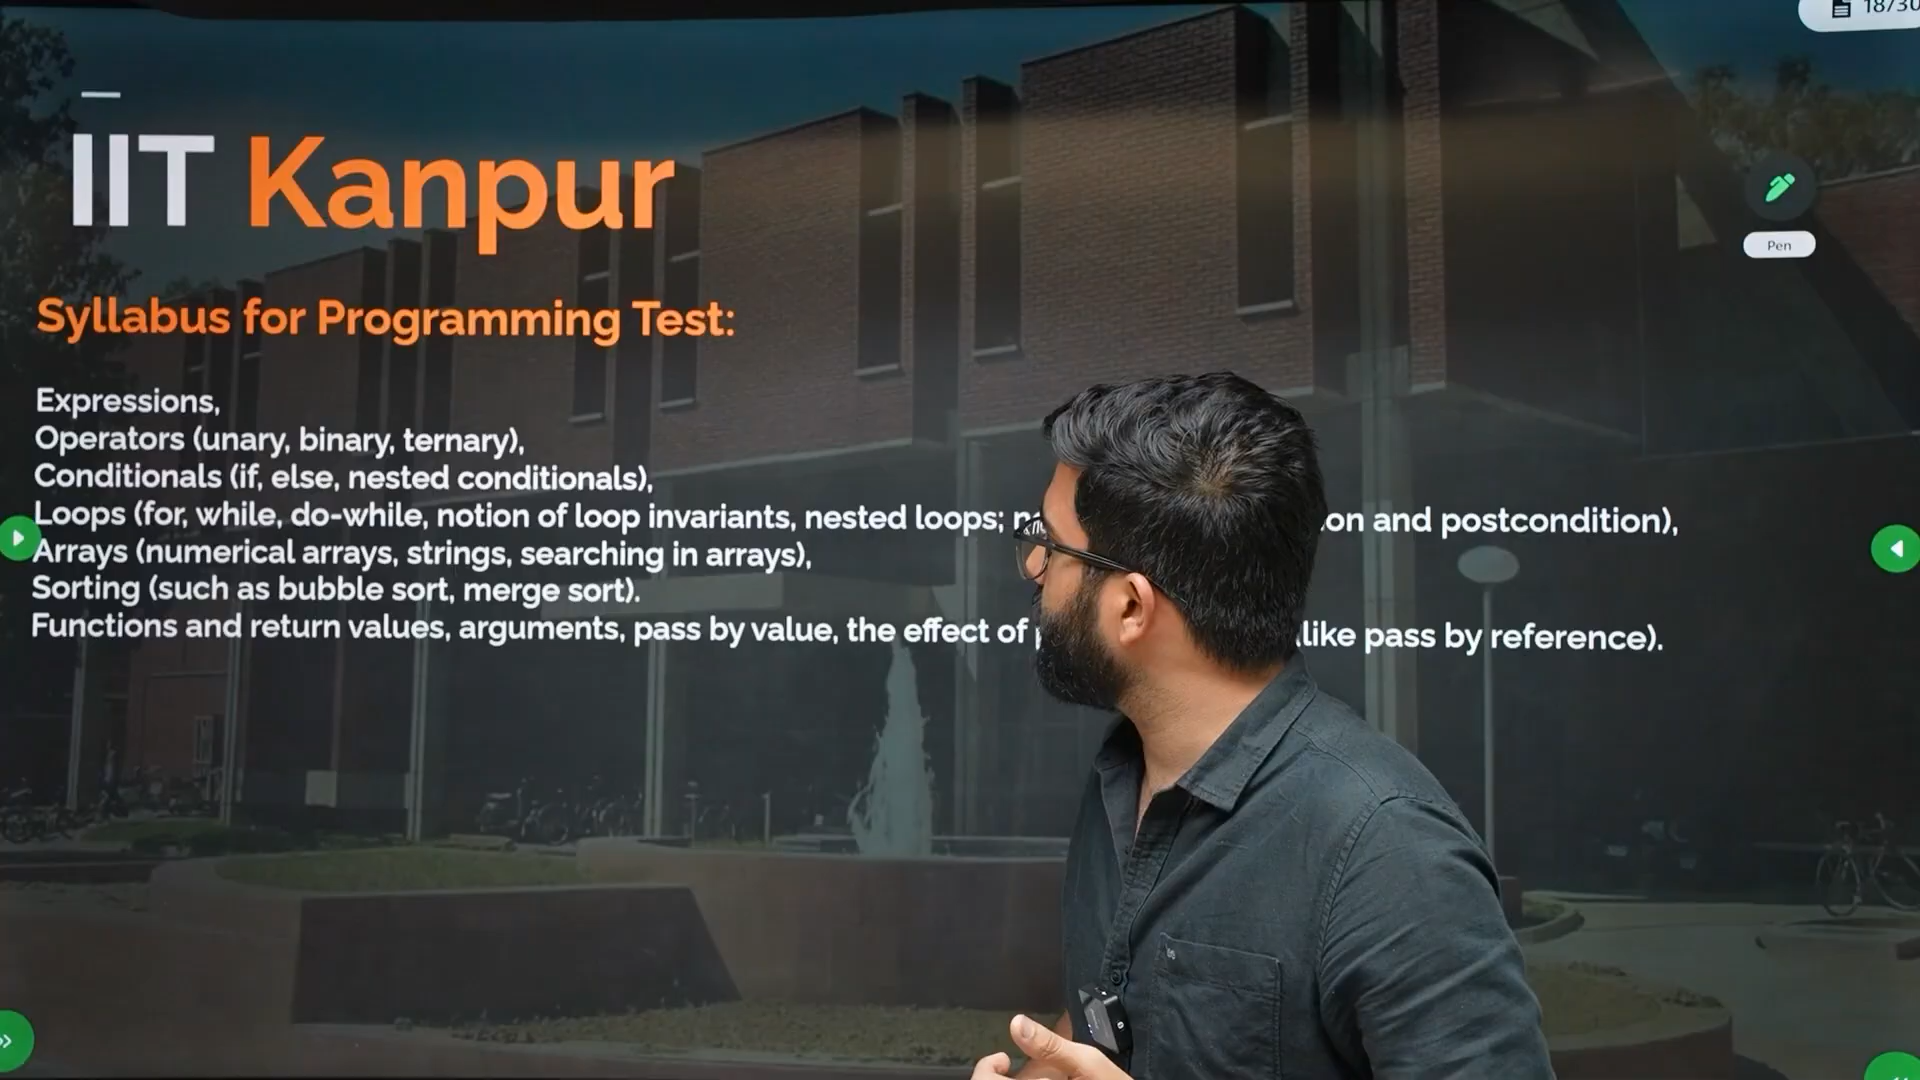 18/30
IIT Kanpur
Pen
Syllabus for Programming Test:
Expressions,
Operators (unary, binary, ternary),
Conditionals (if, else, nested conditionals),
Loops (for, while, do-while, notion of loop invariants, nested loops; and postcondition),
Arrays (numerical arrays, strings, searching in arrays),
Sorting (such as bubble sort, merge sort).
Functions and return values, arguments, pass by value, the effect of like pass by reference).